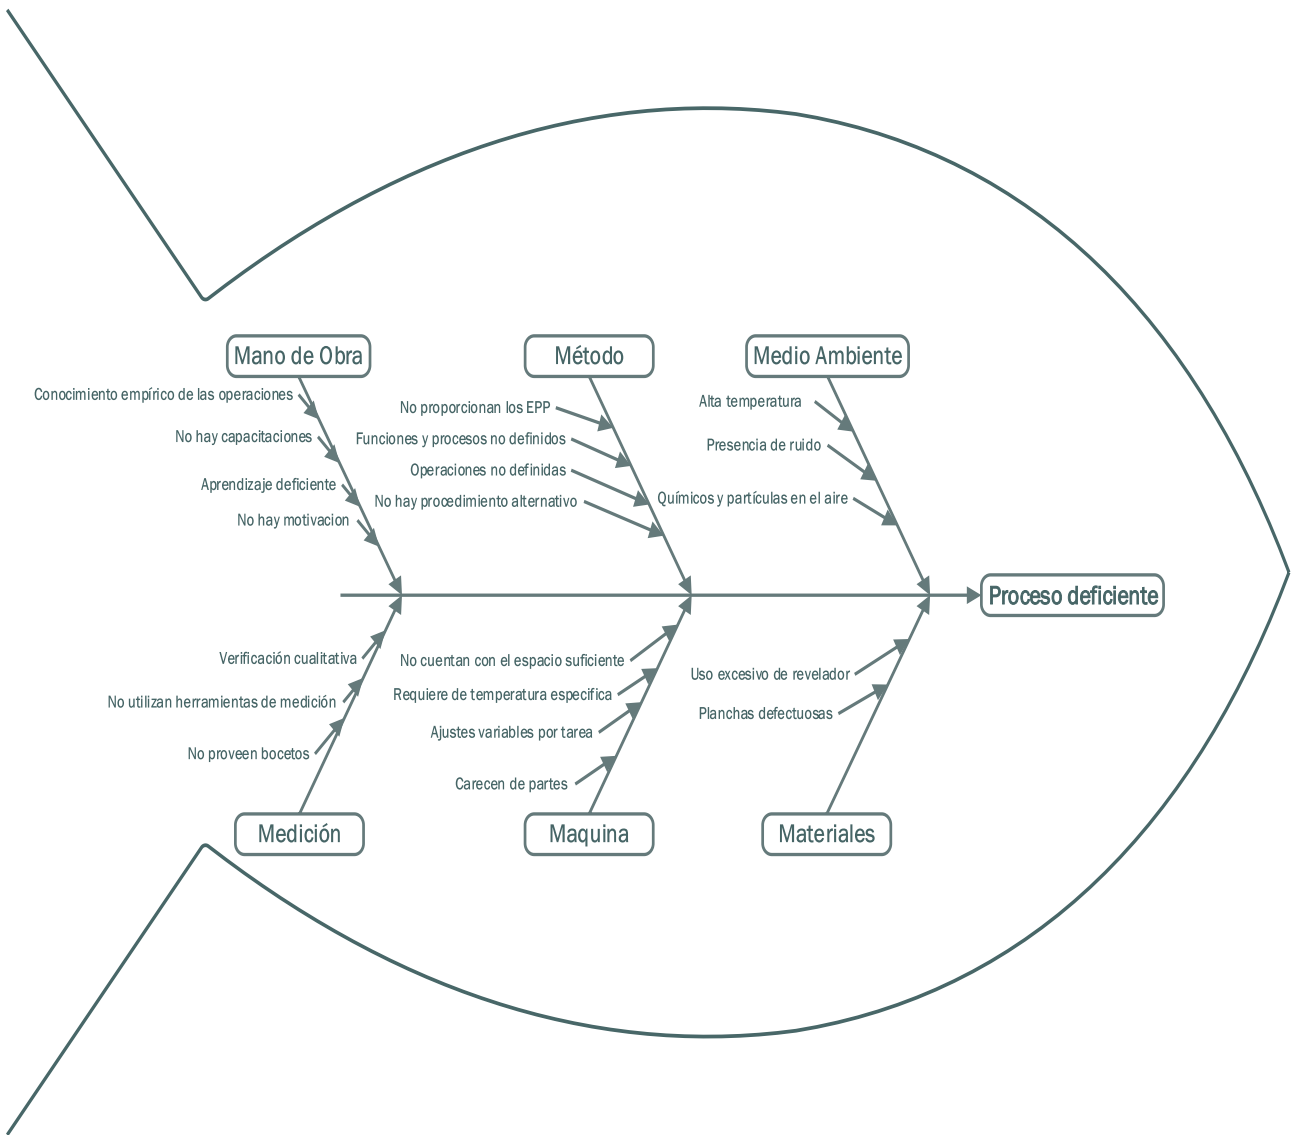 Mano de Obra
Conocimiento empírico de las operaciones
No hay capacitaciones
Aprendizaje deficiente
No hay motivacion
Método
No proporcionan los EPP
Funciones y procesos no definidos
Operaciones no definidas
No hay procedimiento alternativo
Medio Ambiente
Alta temperatura
Presencia de ruido
Químicos y partículas en el aire
Proceso deficiente
Verificación cualitativa
No utilizan herramientas de medición
No proveen bocetos
Medición
No cuentan con el espacio suficiente
Requiere de temperatura especifica
Ajustes variables por tarea
Carecen de partes
Maquina
Uso excesivo de revelador
Planchas defectuosas
Materiales